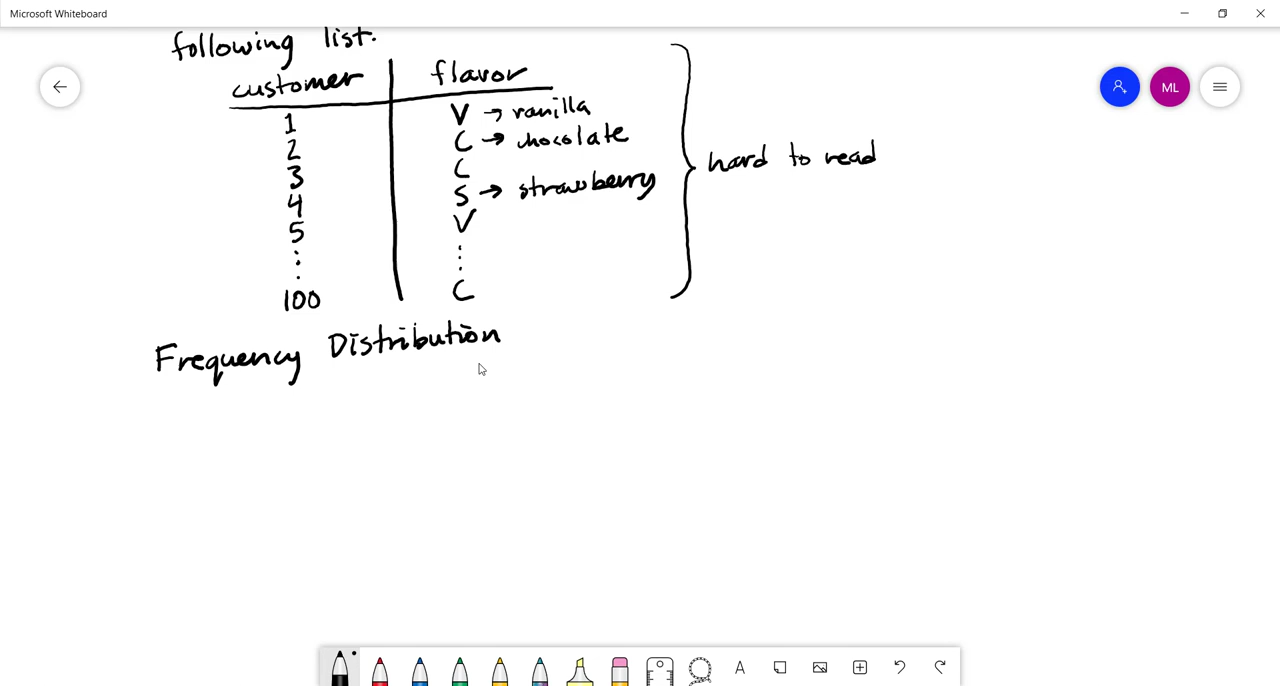 Microsoft Whiteboard
following list.
customer flavor
1 V → vanilla
2 C → chocolate
3 C
4 S → strawberry
5 V
⋮ ⋮
100 C
hard to read
ML
Frequency Distribution
A